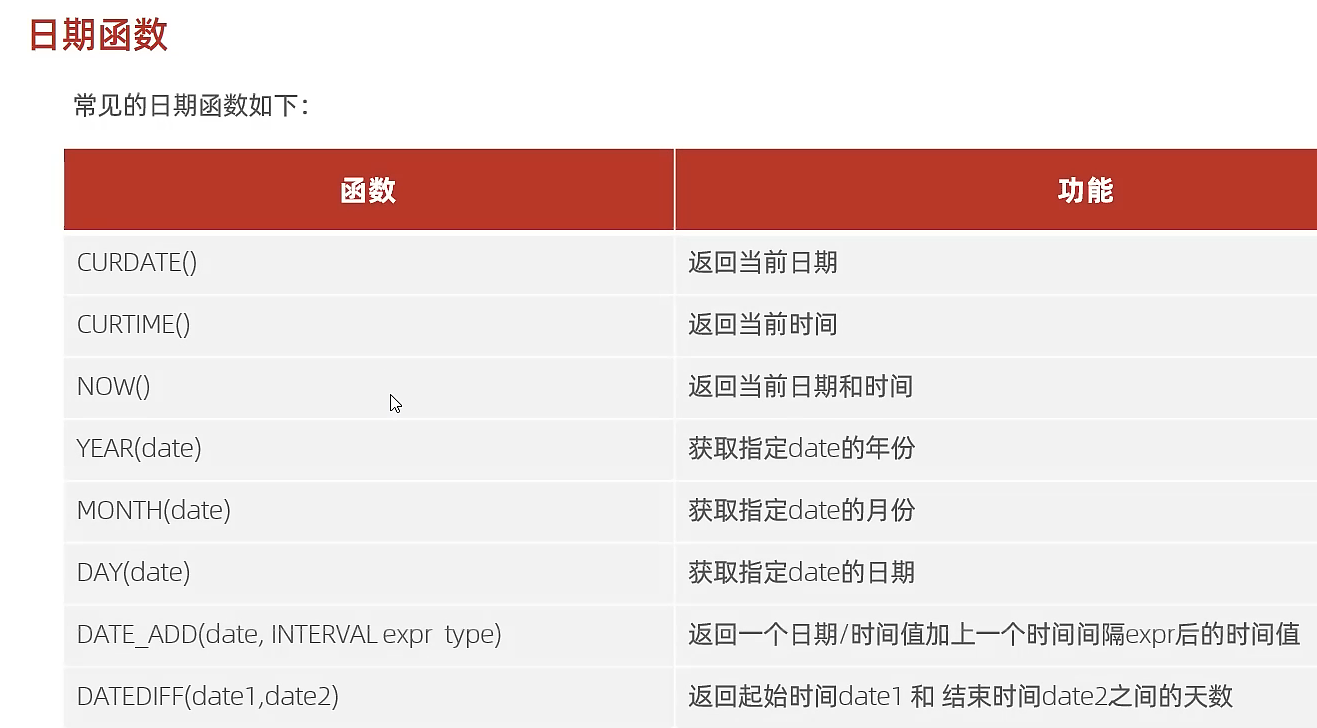 日期函数
常见的日期函数如下：
函数 功能
CURDATE() 返回当前日期
CURTIME() 返回当前时间
NOW() 返回当前日期和时间
YEAR(date) 获取指定date的年份
MONTH(date) 获取指定date的月份
DAY(date) 获取指定date的日期
DATE_ADD(date, INTERVAL expr type) 返回一个日期/时间值加上一个时间间隔expr后的时间值
DATEDIFF(date1,date2) 返回起始时间date1 和 结束时间date2之间的天数